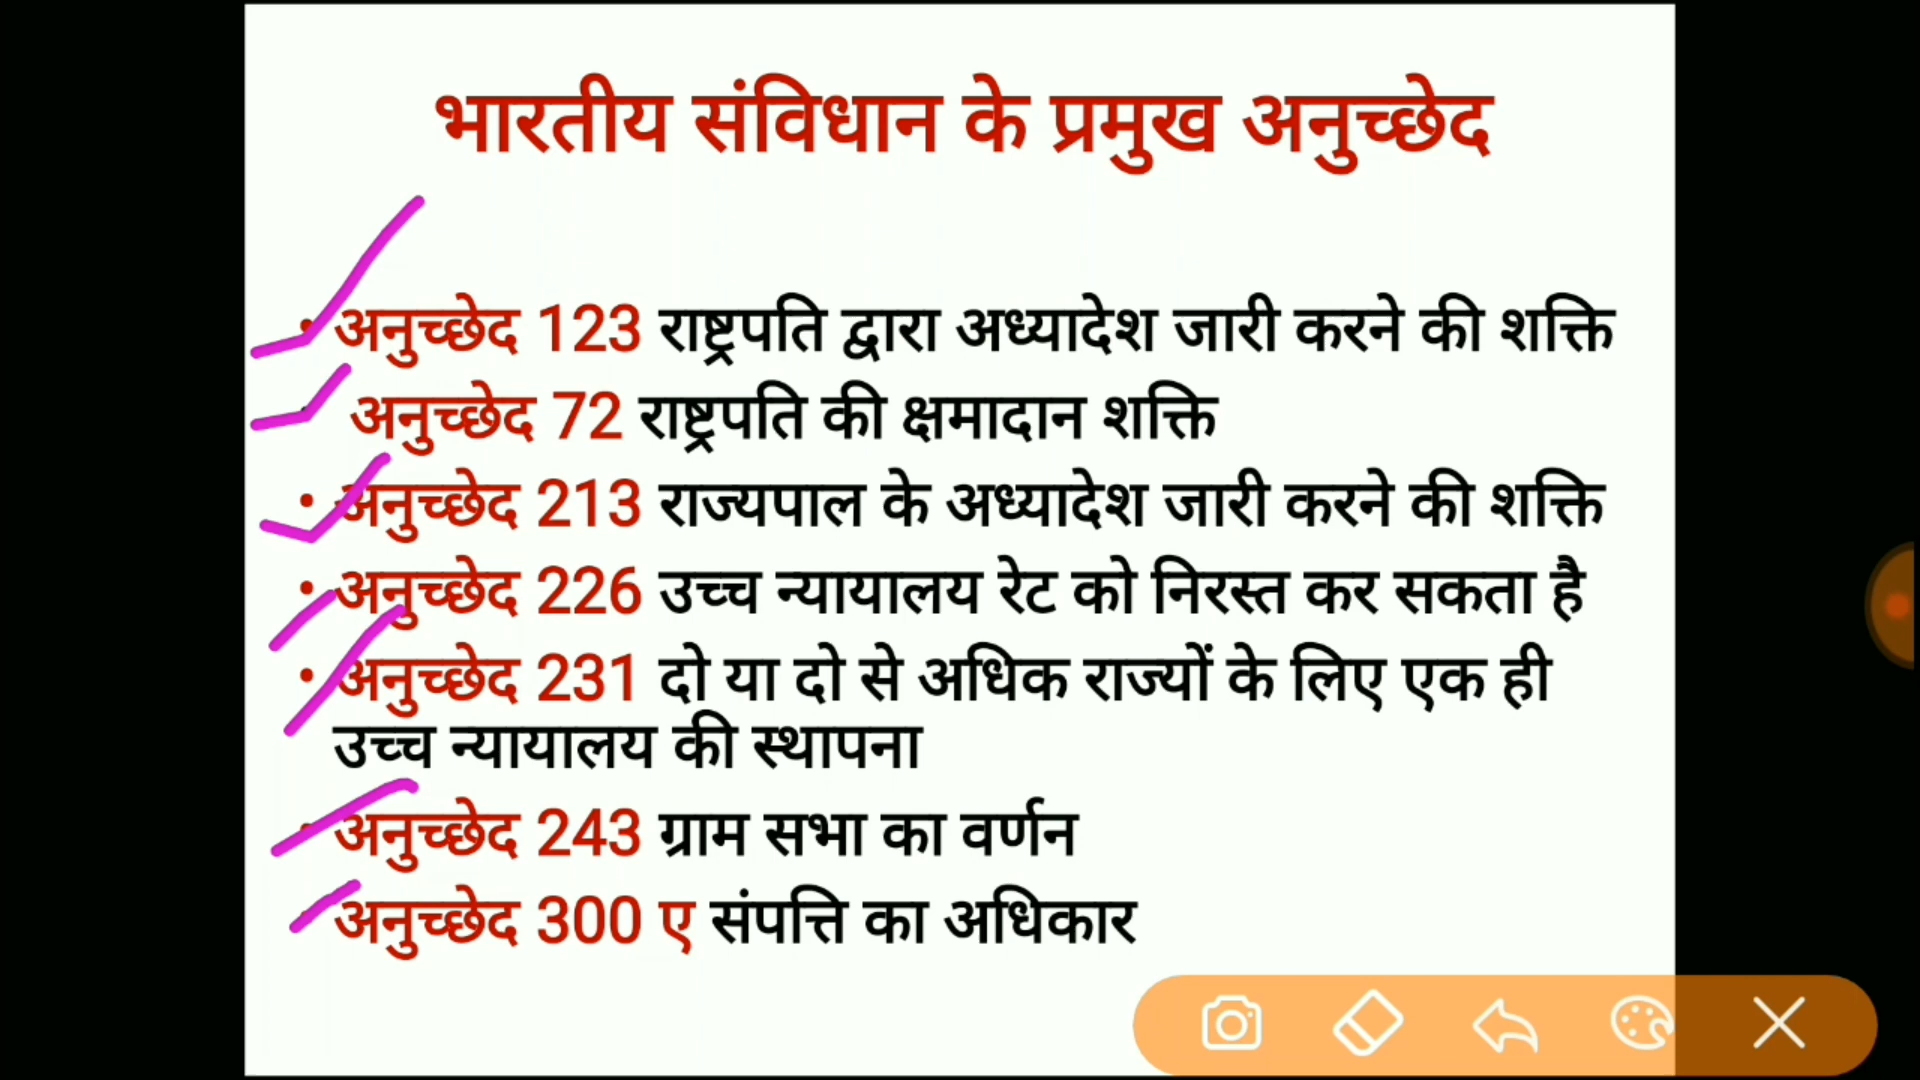 भारतीय संविधान के प्रमुख अनुच्छेद
• अनुच्छेद 123 राष्ट्रपति द्वारा अध्यादेश जारी करने की शक्ति
• अनुच्छेद 72 राष्ट्रपति की क्षमादान शक्ति
• अनुच्छेद 213 राज्यपाल के अध्यादेश जारी करने की शक्ति
• अनुच्छेद 226 उच्च न्यायालय रेट को निरस्त कर सकता है
• अनुच्छेद 231 दो या दो से अधिक राज्यों के लिए एक ही
उच्च न्यायालय की स्थापना
• अनुच्छेद 243 ग्राम सभा का वर्णन
• अनुच्छेद 300 ए संपत्ति का अधिकार